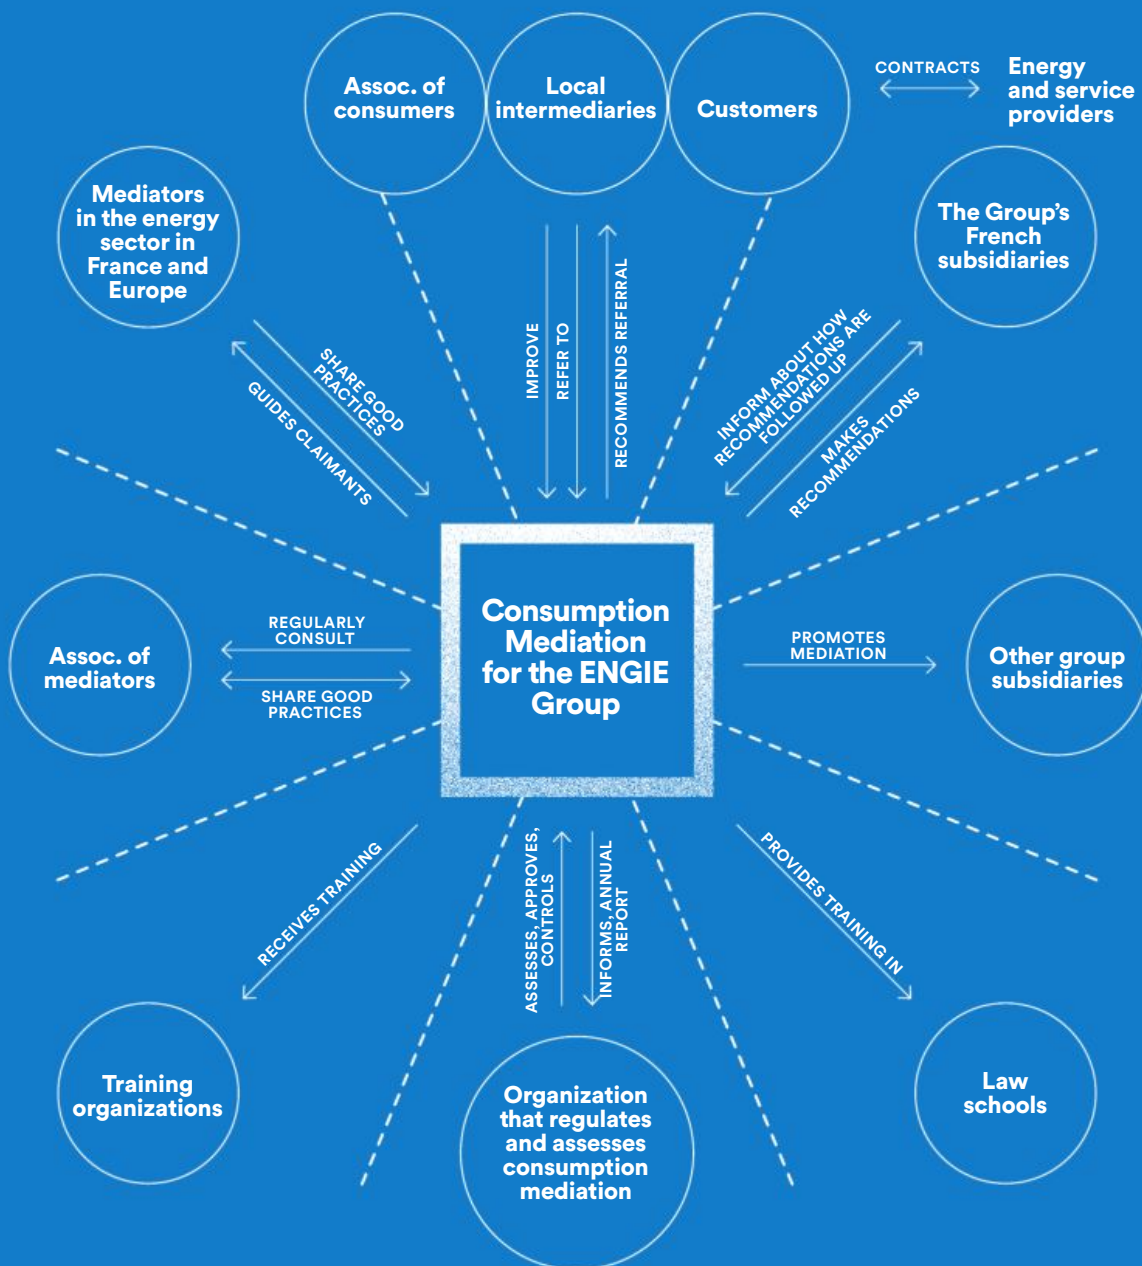 Assoc. of
consumers
Local
intermediaries
Customers
CONTRACTS
Energy
and service
providers
Mediators
in the energy
sector in
France and
Europe
The Group's
French
subsidiaries
SHARE GOOD
PRACTICES
GUIDES CLAIMANTS
IMPROVE
REFER TO
RECOMMENDS REFERRAL
INFORM ABOUT HOW
RECOMMENDATIONS ARE
FOLLOWED UP
MAKES
RECOMMENDATIONS
Assoc. of
mediators
REGULARLY
CONSULT
SHARE GOOD
PRACTICES
Consumption
Mediation
for the ENGIE
Group
PROMOTES
MEDIATION
Other group
subsidiaries
RECEIVES TRAINING
ASSESSES, APPROVES,
CONTROLS
INFORMS, ANNUAL
REPORT
PROVIDES TRAINING IN
Training
organizations
Organization
that regulates
and assesses
consumption
mediation
Law
schools